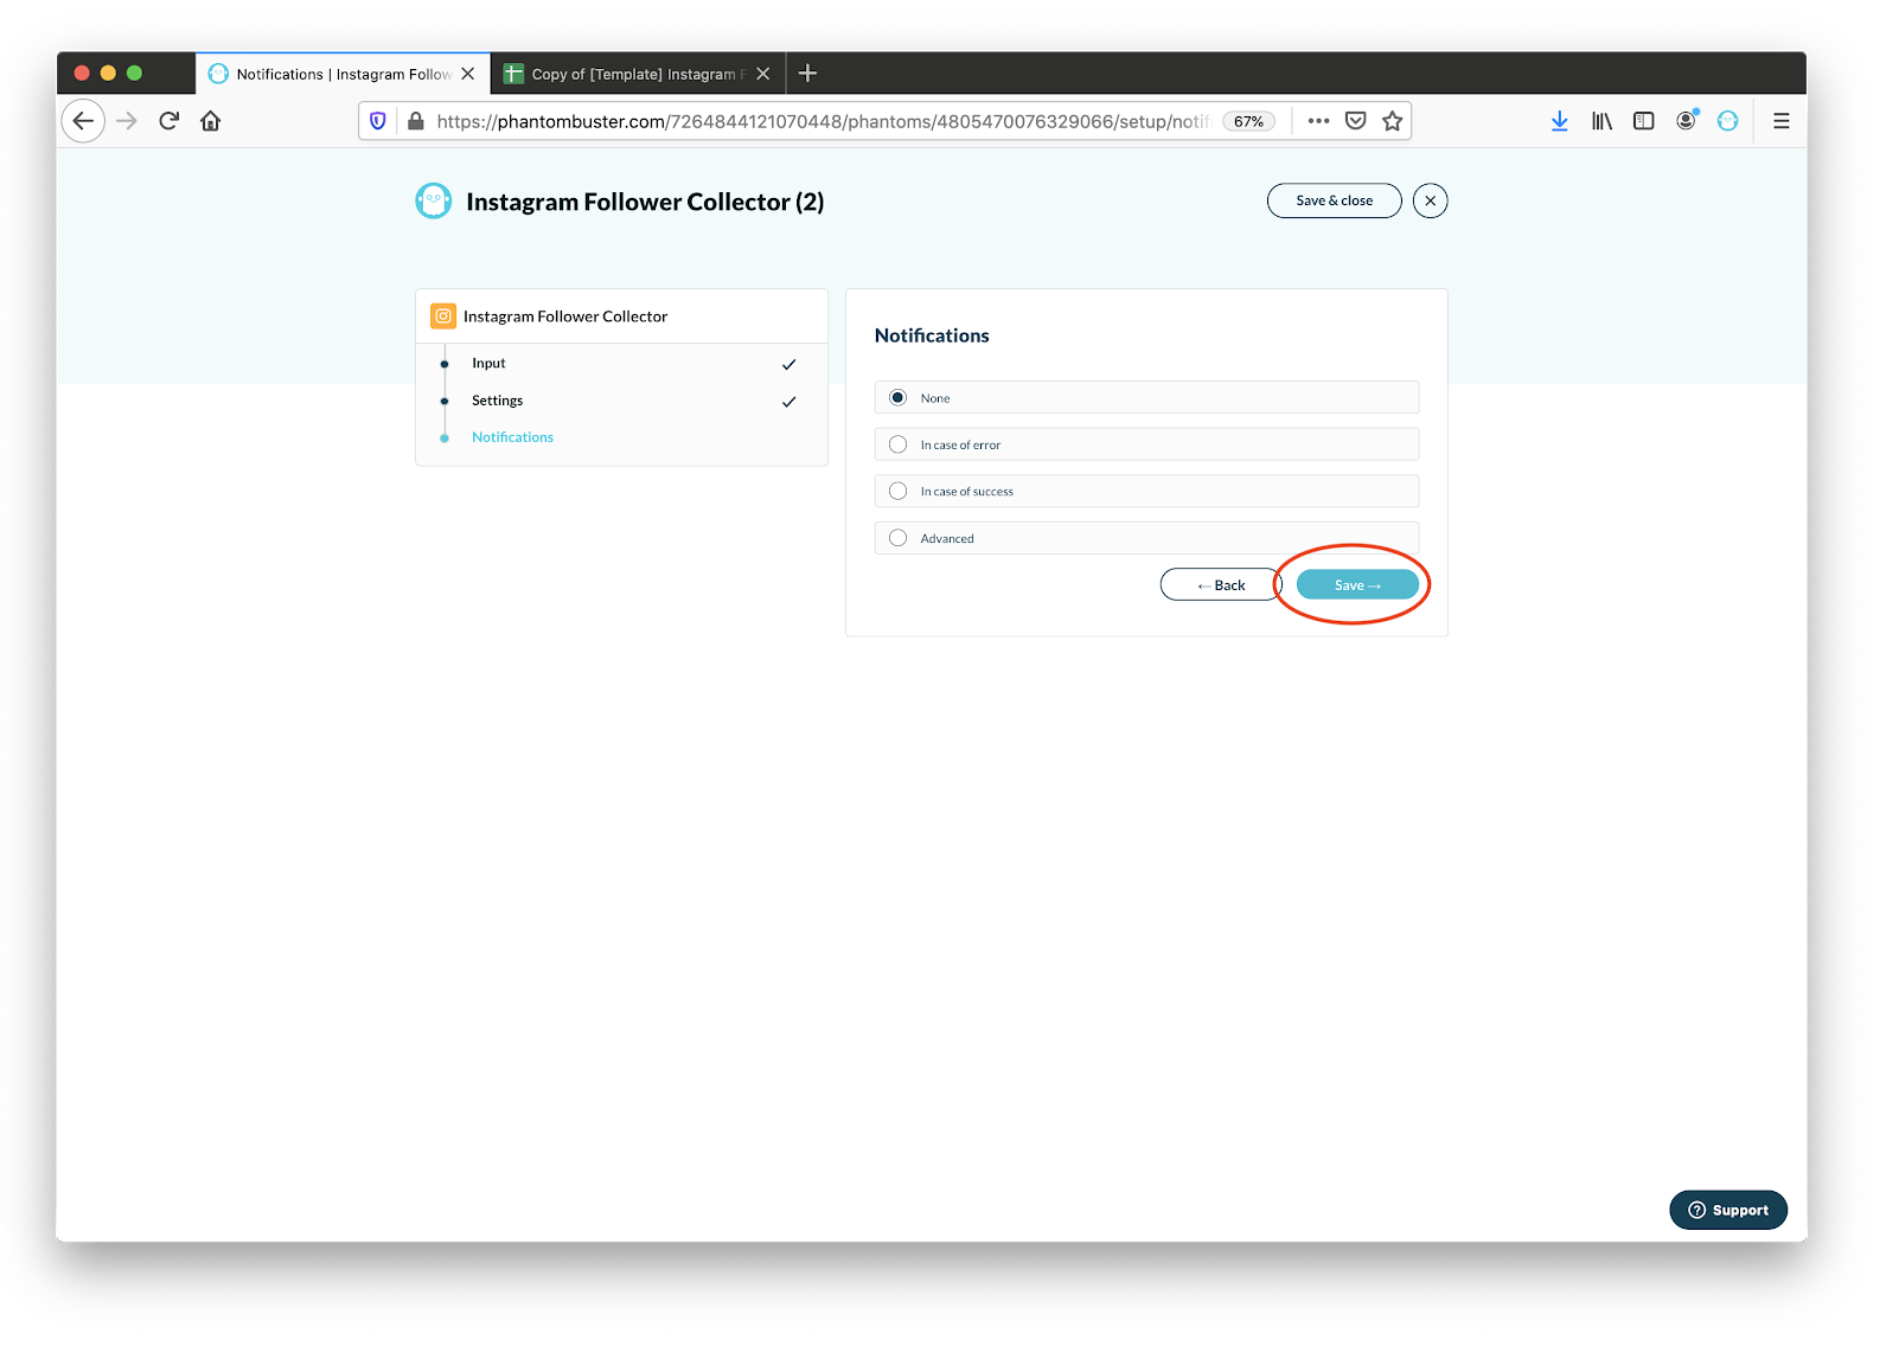 Notifications | Instagram Follow
Copy of [Template] Instagram F
https://phantombuster.com/7264844121070448/phantoms/4805470076329066/setup/notif
67%
Instagram Follower Collector (2)
Save & close
Instagram Follower Collector
Input
Settings
Notifications
Notifications
None
In case of error
In case of success
Advanced
← Back
Save →
Support